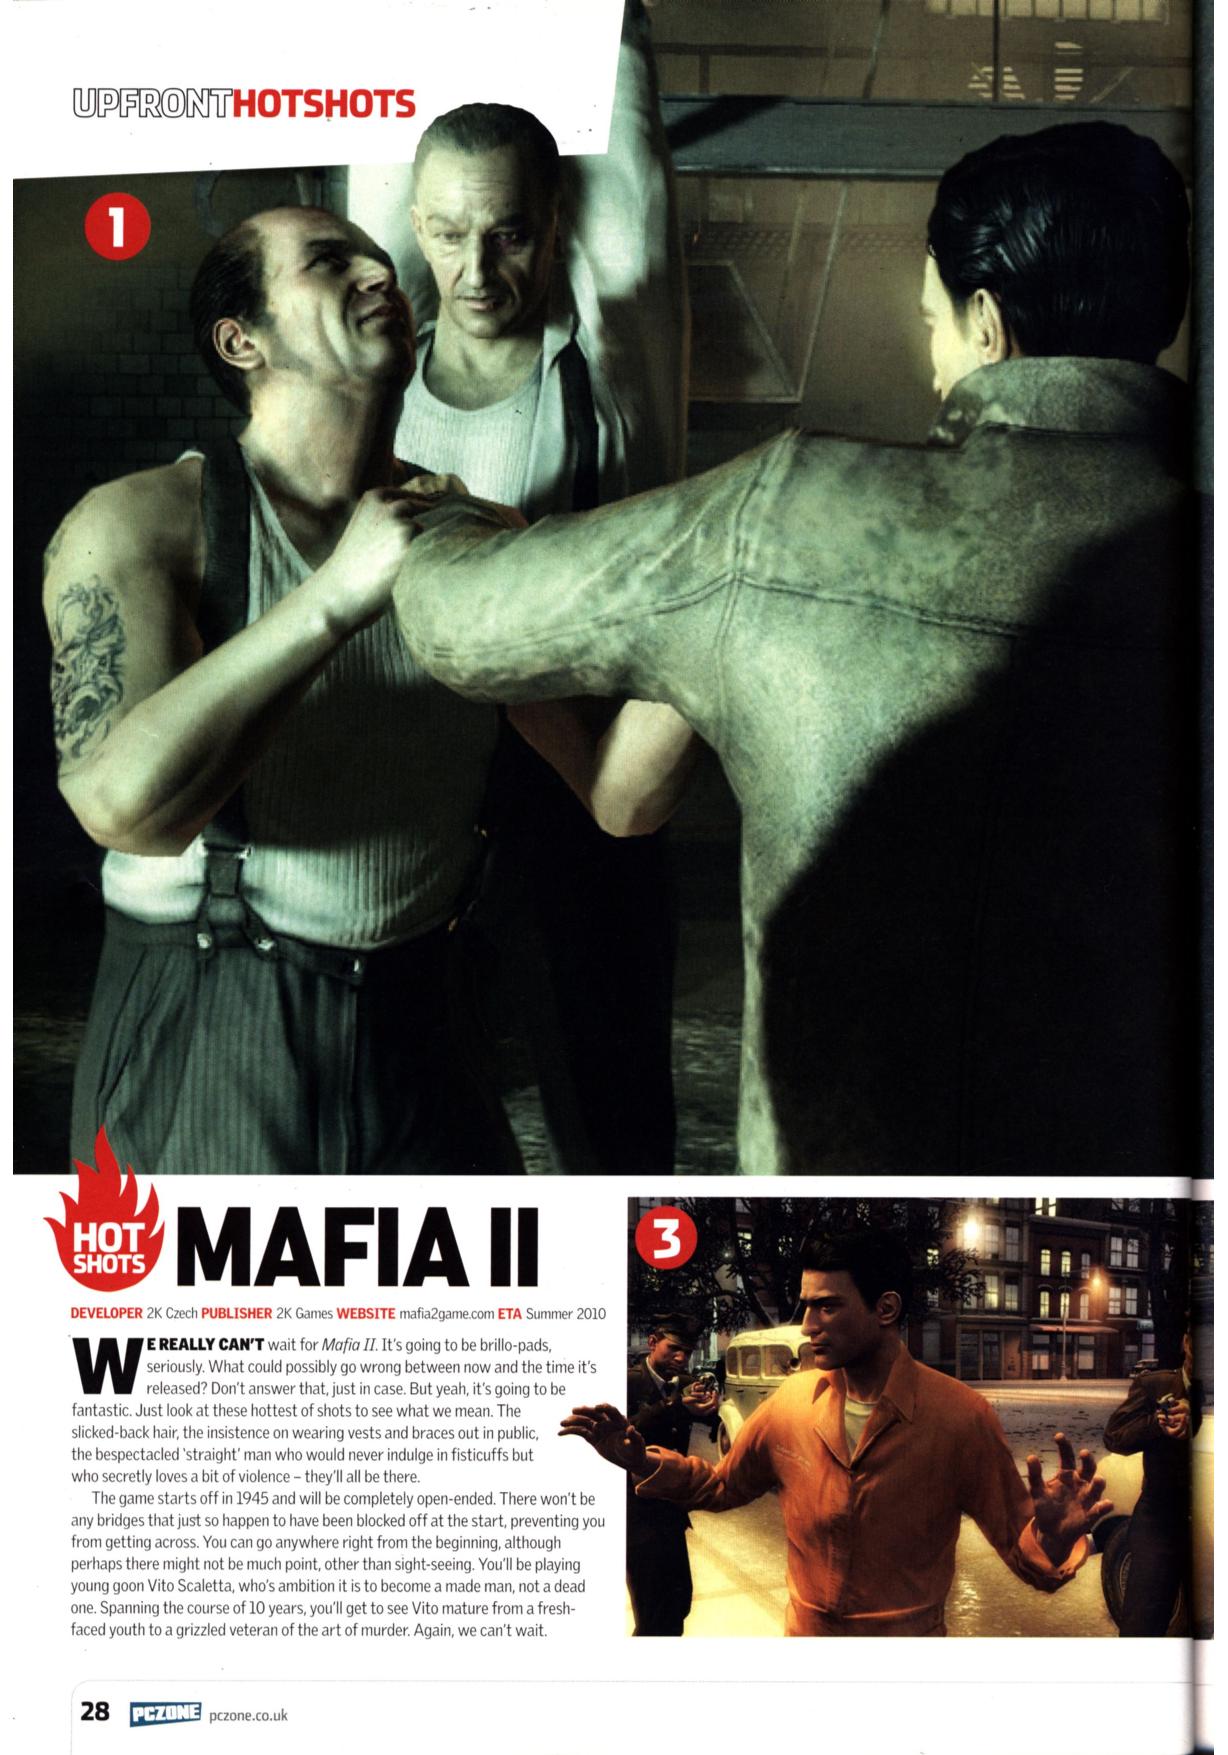 UPFRONTHOTSHOTS
1
HOT
SHOTS
MAFIA II
DEVELOPER 2K Czech PUBLISHER 2K Games WEBSITE mafia2game.com ETA Summer 2010
WE REALLY CAN'T wait for Mafia II. It's going to be brillo-pads,
seriously. What could possibly go wrong between now and the time it's
released? Don't answer that, just in case. But yeah, it's going to be
fantastic. Just look at these hottest of shots to see what we mean. The
slicked-back hair, the insistence on wearing vests and braces out in public,
the bespectacled 'straight' man who would never indulge in fisticuffs but
who secretly loves a bit of violence – they'll all be there.
The game starts off in 1945 and will be completely open-ended. There won't be
any bridges that just so happen to have been blocked off at the start, preventing you
from getting across. You can go anywhere right from the beginning, although
perhaps there might not be much point, other than sight-seeing. You'll be playing
young goon Vito Scaletta, who's ambition it is to become a made man, not a dead
one. Spanning the course of 10 years, you'll get to see Vito mature from a fresh-
faced youth to a grizzled veteran of the art of murder. Again, we can't wait.
3
28 PCZONE pczone.co.uk